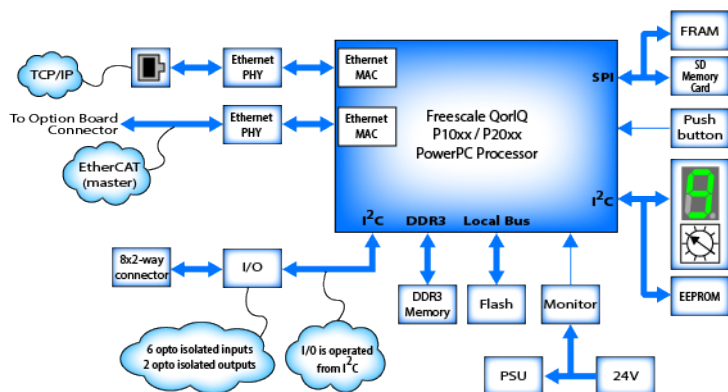 FRAM
TCP/IP
Ethernet
PHY
Ethernet
MAC
SPI
SD
Memory
Card
To Option Board
Connector
Ethernet
PHY
Ethernet
MAC
Freescale QorIQ
P10xx / P20xx
PowerPC Processor
Push
button
EtherCAT
(master)
I²C
9
I²C
DDR3
Local Bus
8x2-way
connector
I/O
DDR3
Memory
Flash
Monitor
EEPROM
6 opto isolated inputs
2 opto isolated outputs
I/0 is operated
from I²C
PSU
24V